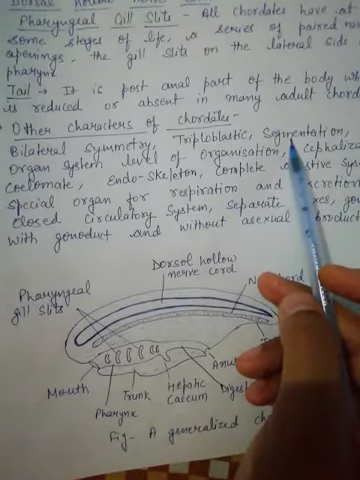 Dorsal hollow
Pharyngeal Gill Slits - All chordates have at
some stages of life, a series of paired
openings, the gill slits on the lateral side
pharynx.
Tail - It is post anal part of the body
is reduced or absent in many adult
Other characters of chordates-
Bilateral Symmetry, Triploblastic, Segmentation,
Organ System level of Organisation,
Coelomate, Endo-Skeleton, Complete
special organ for respiration and
closed Circulatory System, Separate
with gonoduct and without asexual
Dorsal hollow
nerve cord
Pharyngeal
gill slits
Mouth
Pharynx
Trunk
Hepatic
Caecum
Fig- A generalized